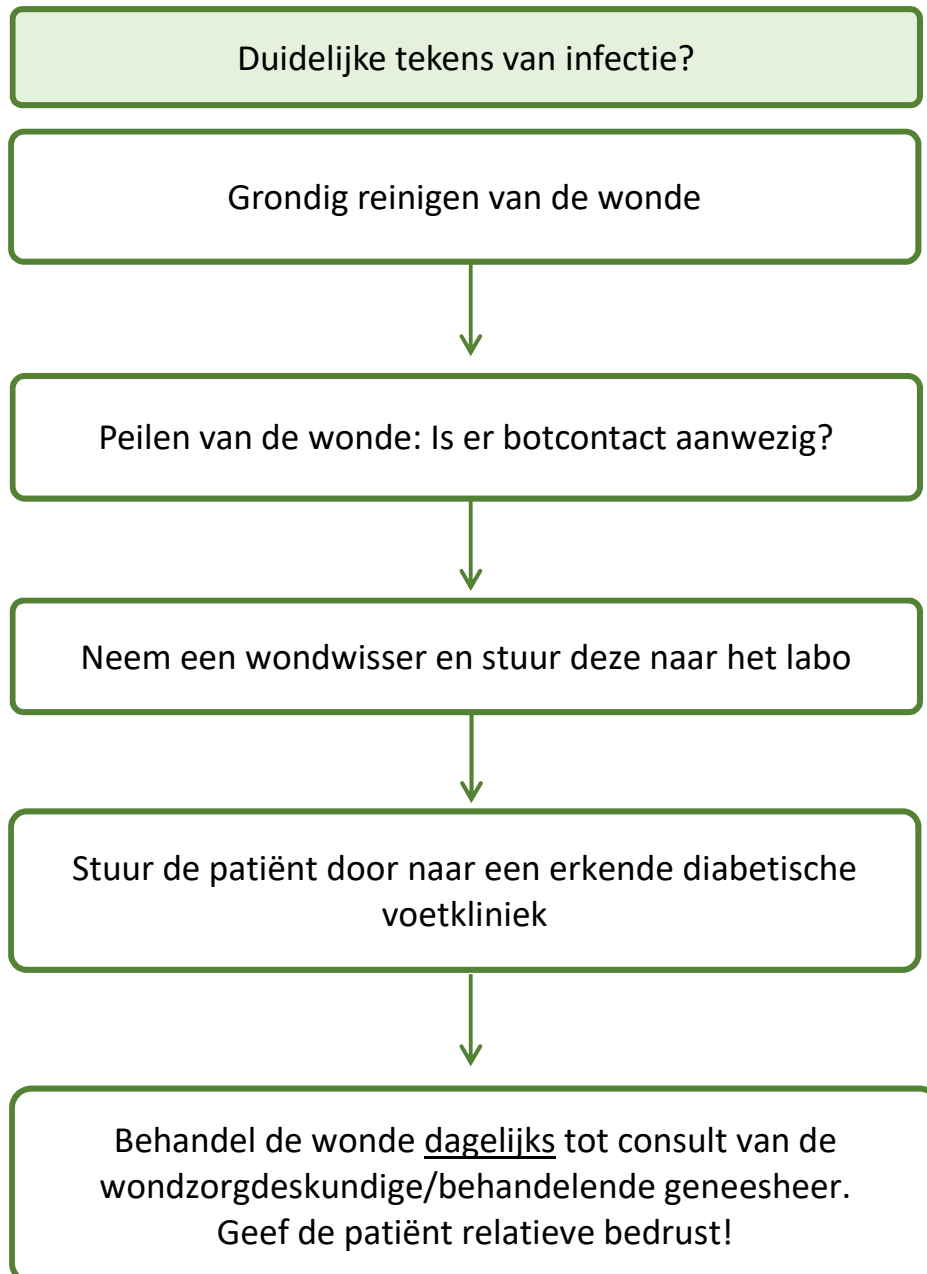 Duidelijke tekens van infectie?
Grondig reinigen van de wonde
Peilen van de wonde: Is er botcontact aanwezig?
Neem een wondwisser en stuur deze naar het labo
Stuur de patiënt door naar een erkende diabetische
voetkliniek
Behandel de wonde dagelijks tot consult van de
wondzorgdeskundige/behandelende geneesheer.
Geef de patiënt relatieve bedrust!